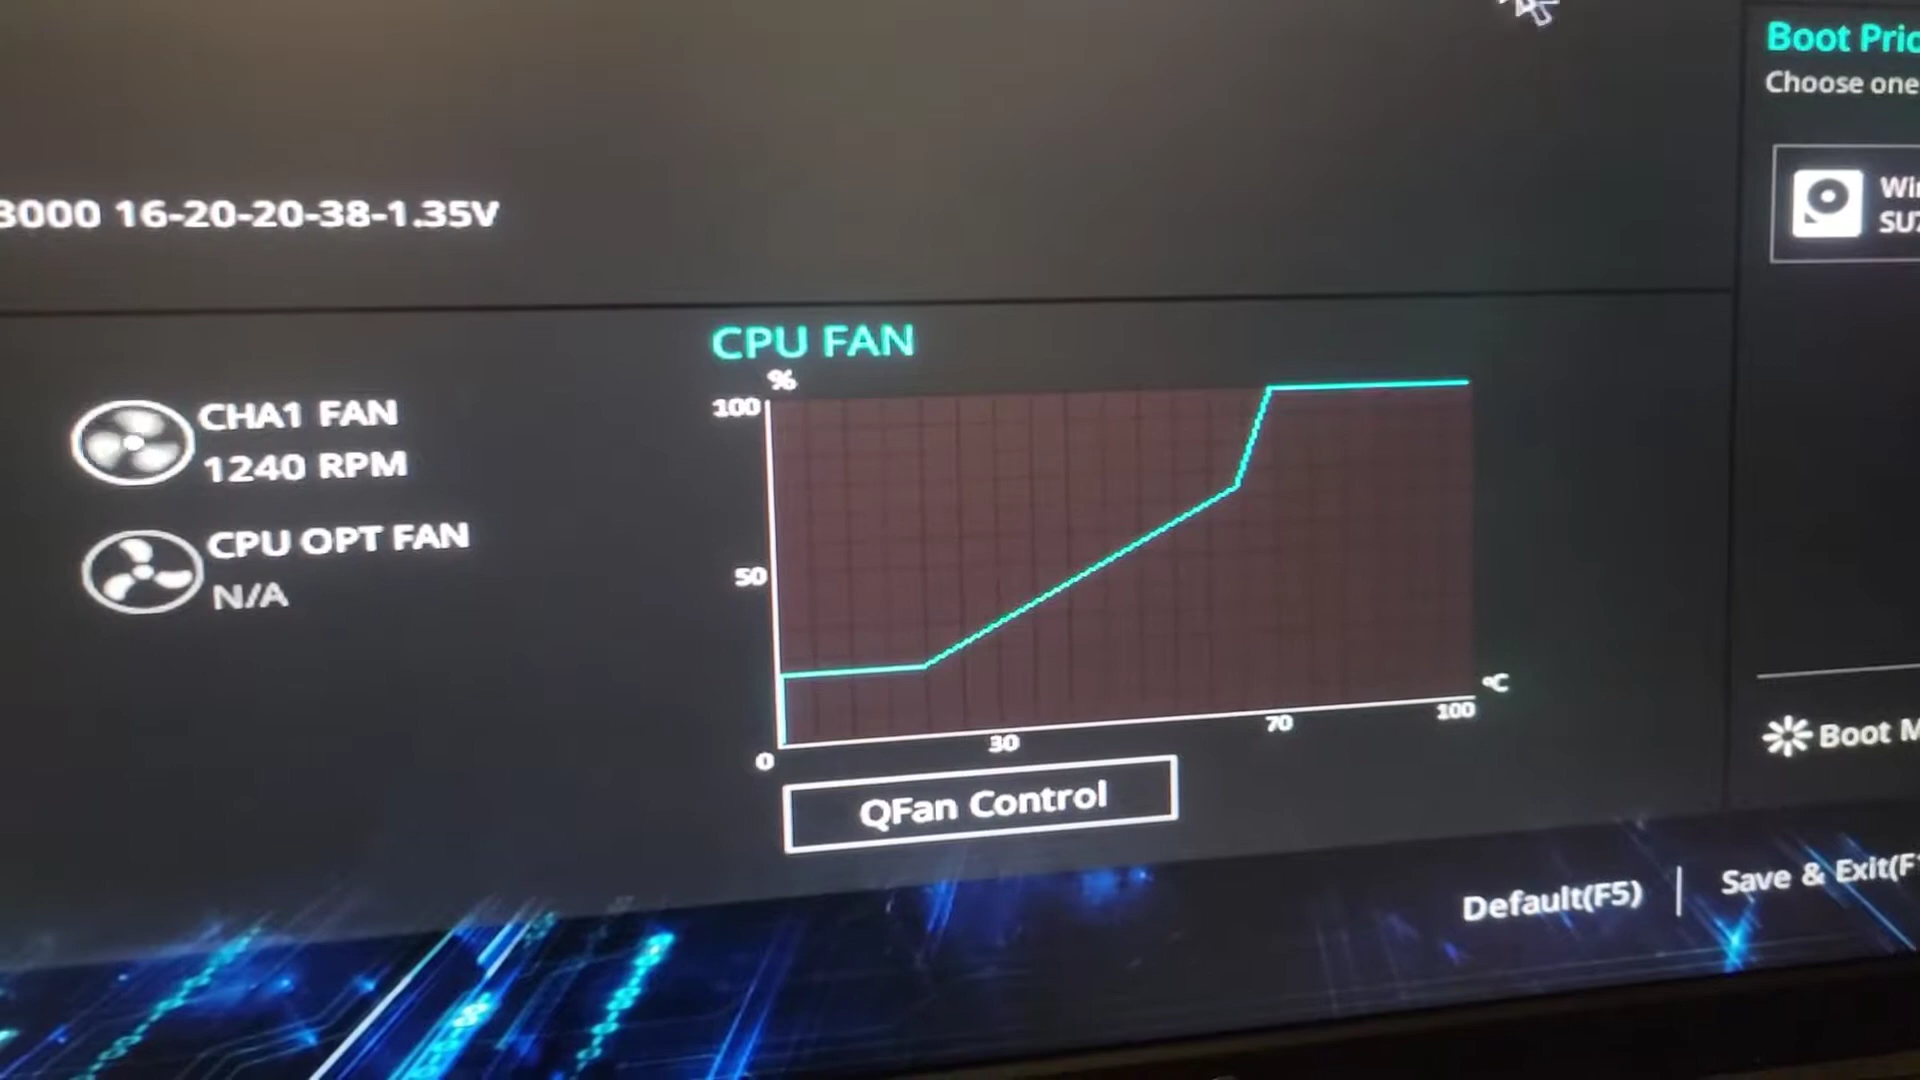 3000 16-20-20-38-1.35V
CHA1 FAN
1240 RPM
CPU OPT FAN
N/A
CPU FAN
%
100
50
0
30
70
100
°C
QFan Control
Boot
Choose one
Boot
Default(F5)
Save & Exit